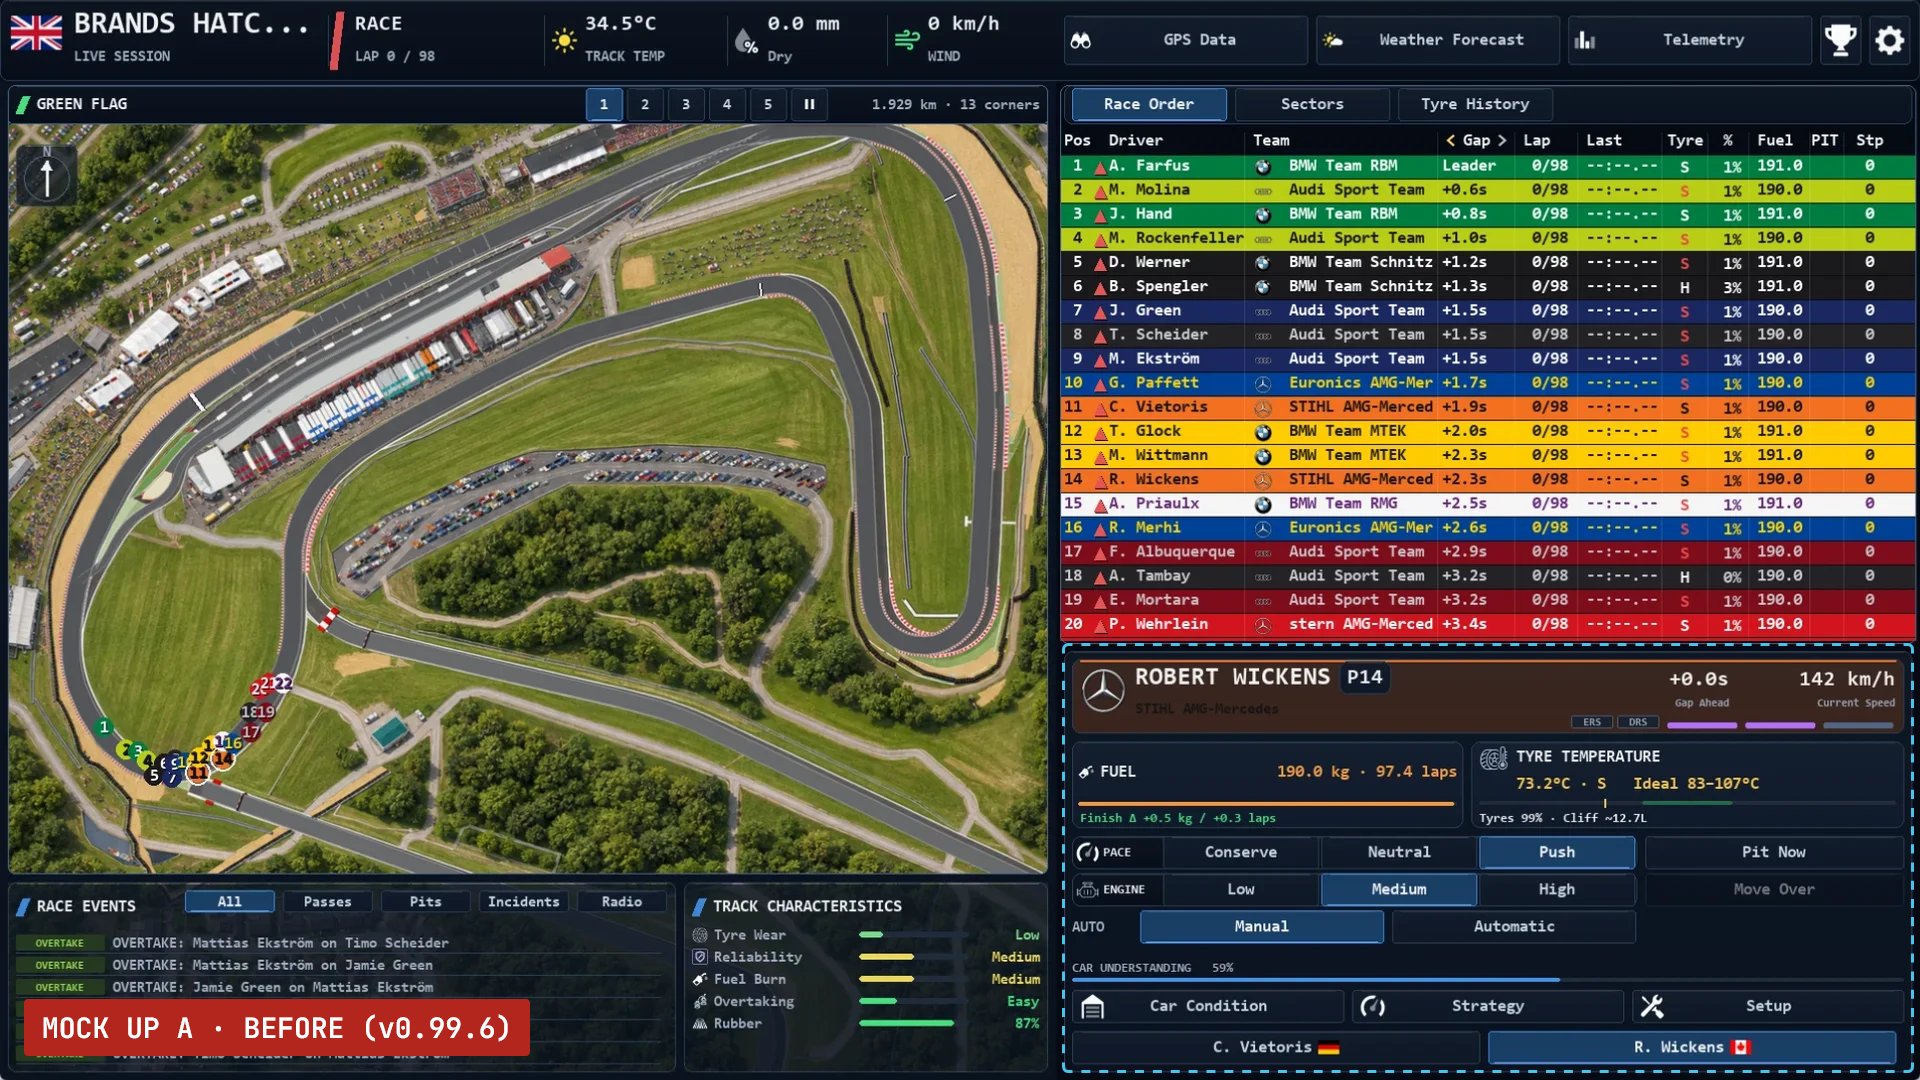 BRANDS HATC...
LIVE SESSION
RACE
LAP 0 / 98
34.5°C
TRACK TEMP
0.0 mm
Dry
0 km/h
WIND
GPS Data
Weather Forecast
Telemetry
GREEN FLAG
1 2 3 4 5
1.929 km · 13 corners
N
Race Order Sectors Tyre History
Pos Driver Team < Gap > Lap Last Tyre % Fuel PIT Stp
1 A. Farfus BMW Team RBM Leader 0/98 --:--.-- S 1% 191.0 0
2 M. Molina Audi Sport Team +0.6s 0/98 --:--.-- S 1% 190.0 0
3 J. Hand BMW Team RBM +0.8s 0/98 --:--.-- S 1% 191.0 0
4 M. Rockenfeller Audi Sport Team +1.0s 0/98 --:--.-- S 1% 190.0 0
5 D. Werner BMW Team Schnitz +1.2s 0/98 --:--.-- S 1% 191.0 0
6 B. Spengler BMW Team Schnitz +1.3s 0/98 --:--.-- H 3% 191.0 0
7 J. Green Audi Sport Team +1.5s 0/98 --:--.-- S 1% 190.0 0
8 T. Scheider Audi Sport Team +1.5s 0/98 --:--.-- S 1% 190.0 0
9 M. Ekström Audi Sport Team +1.5s 0/98 --:--.-- S 1% 190.0 0
10 G. Paffett Euronics AMG-Mer +1.7s 0/98 --:--.-- S 1% 190.0 0
11 C. Vietoris STIHL AMG-Merced +1.9s 0/98 --:--.-- S 1% 190.0 0
12 T. Glock BMW Team MTEK +2.0s 0/98 --:--.-- S 1% 191.0 0
13 M. Wittmann BMW Team MTEK +2.3s 0/98 --:--.-- S 1% 191.0 0
14 R. Wickens STIHL AMG-Merced +2.3s 0/98 --:--.-- S 1% 190.0 0
15 A. Priaulx BMW Team RMG +2.5s 0/98 --:--.-- S 1% 191.0 0
16 R. Merhi Euronics AMG-Mer +2.6s 0/98 --:--.-- S 1% 190.0 0
17 F. Albuquerque Audi Sport Team +2.9s 0/98 --:--.-- S 1% 190.0 0
18 A. Tambay Audi Sport Team +3.2s 0/98 --:--.-- H 0% 190.0 0
19 E. Mortara Audi Sport Team +3.2s 0/98 --:--.-- S 1% 190.0 0
20 P. Wehrlein stern AMG-Merced +3.4s 0/98 --:--.-- S 1% 190.0 0
22
18 19
17
16
1
3
14
12
11
5
7
ROBERT WICKENS P14
STIHL AMG-Mercedes
+0.0s
Gap Ahead
142 km/h
Current Speed
ERS DRS
FUEL 190.0 kg · 97.4 laps
Finish Δ +0.5 kg / +0.3 laps
TYRE TEMPERATURE
73.2°C · S Ideal 83–107°C
Tyres 99% · Cliff ~12.7L
PACE Conserve Neutral Push Pit Now
ENGINE Low Medium High Move Over
AUTO Manual Automatic
CAR UNDERSTANDING 59%
Car Condition Strategy Setup
C. Vietoris R. Wickens
RACE EVENTS All Passes Pits Incidents Radio
OVERTAKE OVERTAKE: Mattias Ekström on Timo Scheider
OVERTAKE OVERTAKE: Mattias Ekström on Jamie Green
OVERTAKE OVERTAKE: Jamie Green on Mattias Ekström
MOCK UP A · BEFORE (v0.99.6)
TRACK CHARACTERISTICS
Tyre Wear Low
Reliability Medium
Fuel Burn Medium
Overtaking Easy
Rubber 87%